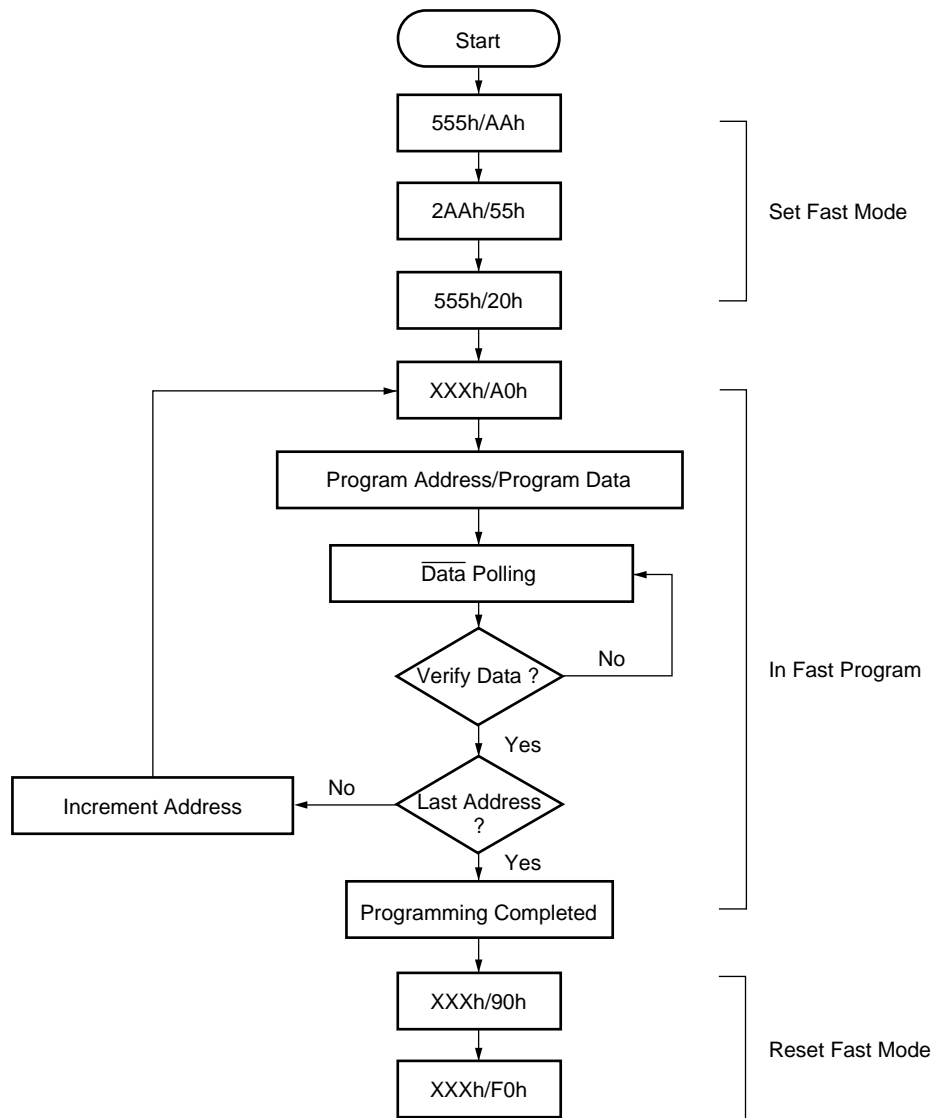 Start
555h/AAh
2AAh/55h
Set Fast Mode
555h/20h
XXXh/A0h
Program Address/Program Data
Data Polling
Verify Data ?
No
In Fast Program
Yes
Increment Address
No
Last Address
?
Yes
Programming Completed
XXXh/90h
Reset Fast Mode
XXXh/F0h